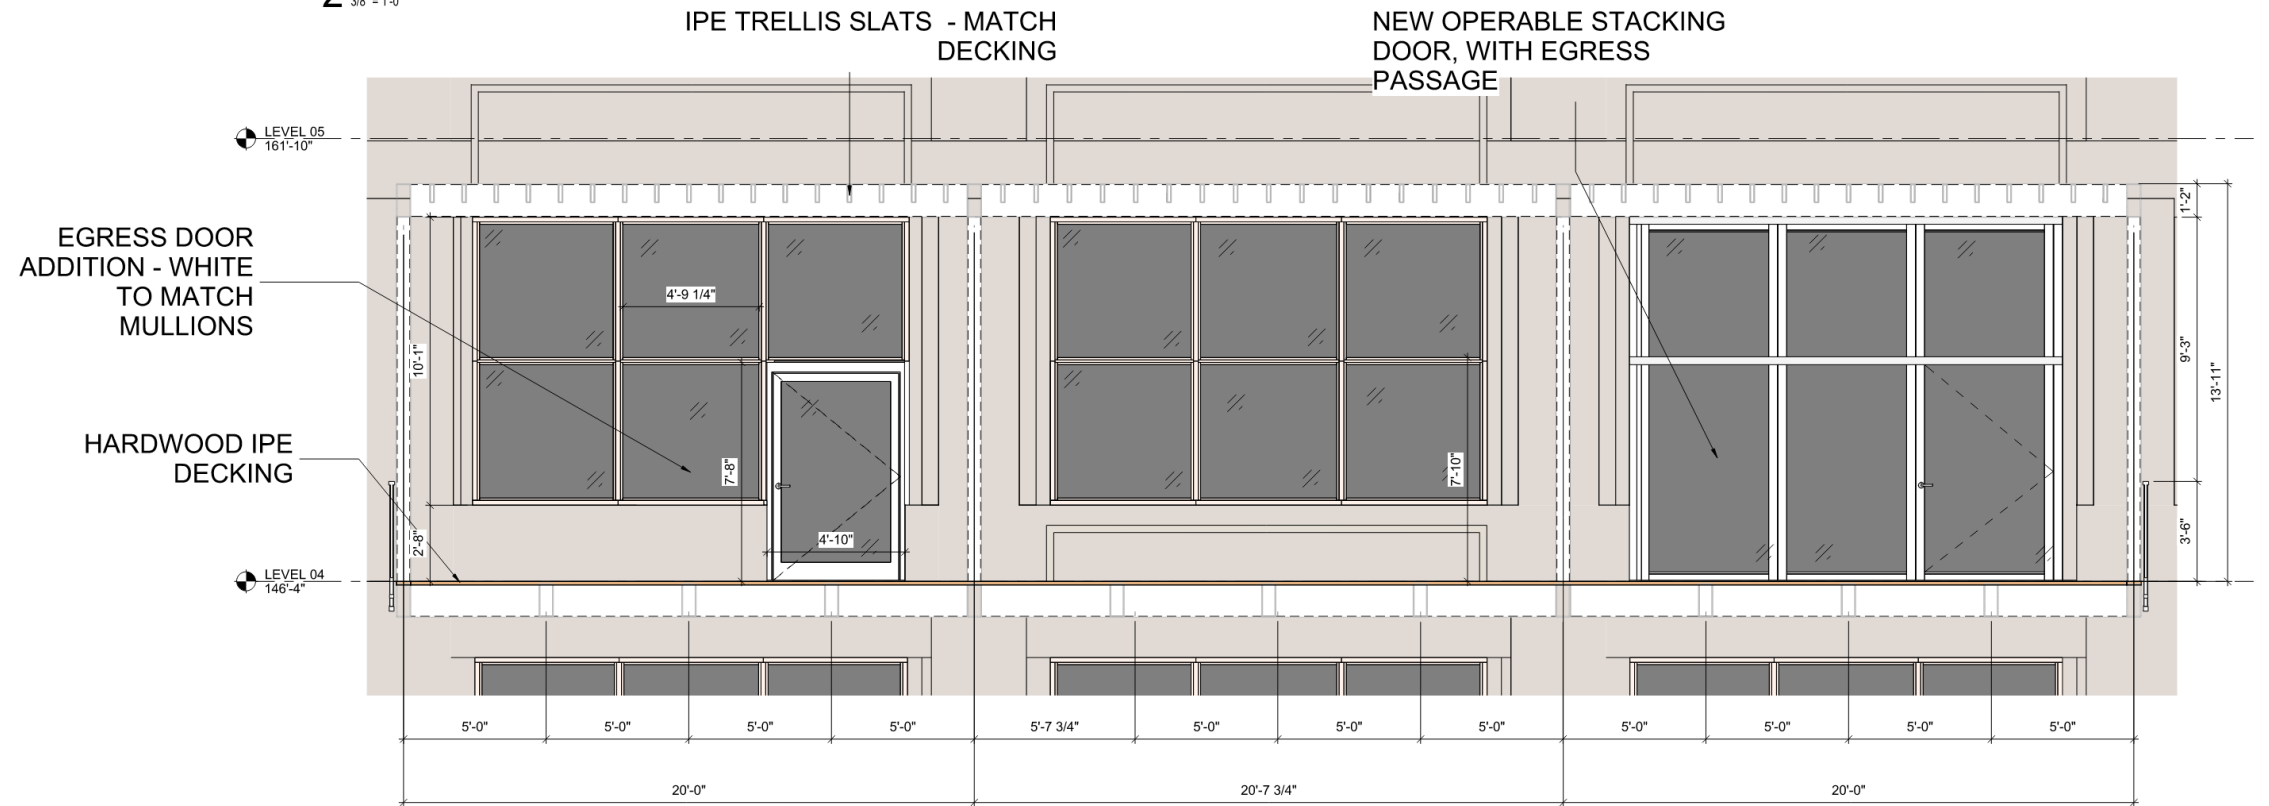 3/8" = 1'-0"
IPE TRELLIS SLATS - MATCH
DECKING
NEW OPERABLE STACKING
DOOR, WITH EGRESS
PASSAGE
LEVEL 05
161'-10"
1'-2"
EGRESS DOOR
ADDITION - WHITE
TO MATCH
MULLIONS
4'-9 1/4"
10'-1"
9'-3"
13'-11"
HARDWOOD IPE
DECKING
7'-8"
7'-10"
2'-8"
4'-10"
3'-6"
LEVEL 04
146'-4"
5'-0" 5'-0" 5'-0" 5'-0" 5'-7 3/4" 5'-0" 5'-0" 5'-0" 5'-0" 5'-0" 5'-0" 5'-0"
20'-0" 20'-7 3/4" 20'-0"